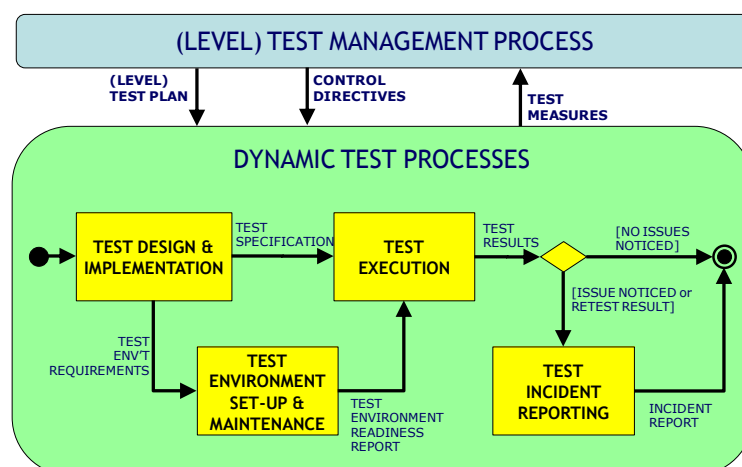 (LEVEL) TEST MANAGEMENT PROCESS
(LEVEL)
TEST PLAN
CONTROL
DIRECTIVES
TEST
MEASURES
DYNAMIC TEST PROCESSES
TEST DESIGN &
IMPLEMENTATION
TEST
SPECIFICATION
TEST
EXECUTION
TEST
RESULTS
[NO ISSUES
NOTICED]
[ISSUE NOTICED or
RETEST RESULT]
TEST
ENV'T
REQUIREMENTS
TEST
ENVIRONMENT
SET-UP &
MAINTENANCE
TEST
ENVIRONMENT
READINESS
REPORT
TEST
INCIDENT
REPORTING
INCIDENT
REPORT